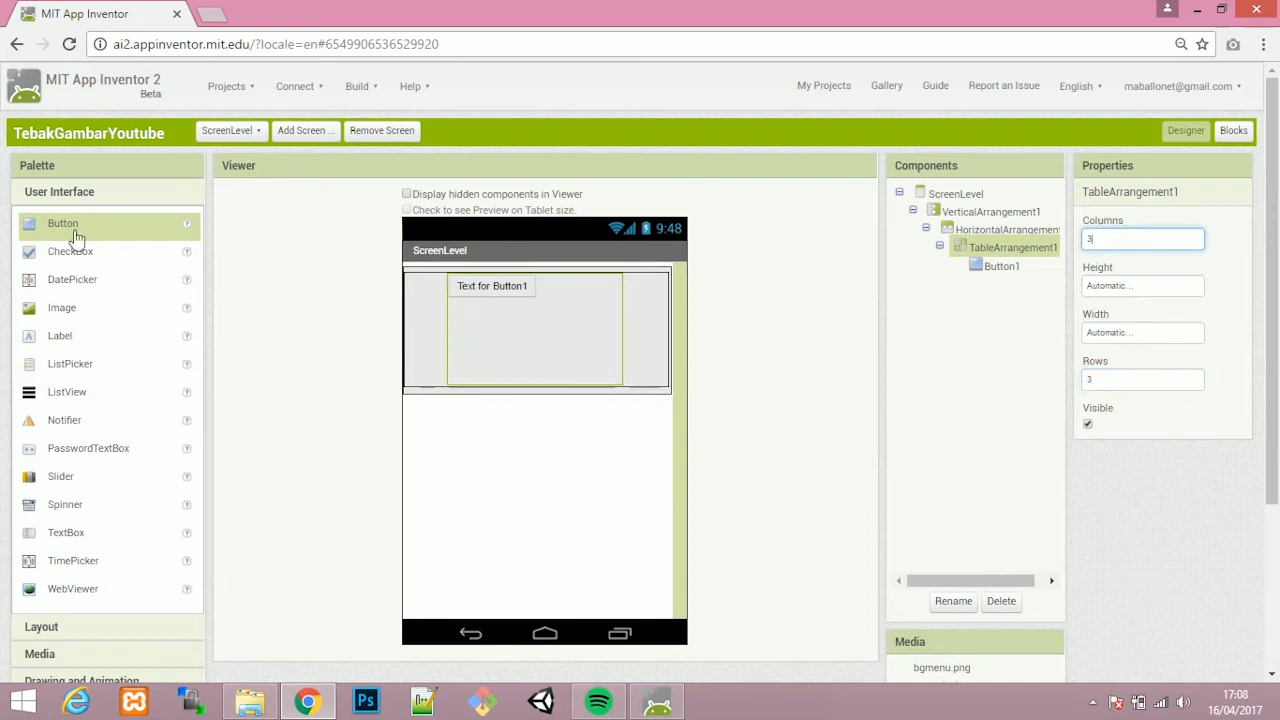 MIT App Inventor
ai2.appinventor.mit.edu/?locale=en#6549906536529920
MIT App Inventor 2
Beta
Projects
Connect
Build
Help
My Projects
Gallery
Guide
Report an Issue
English
maballonet@gmail.com
TebakGambarYoutube
ScreenLevel
Add Screen ...
Remove Screen
Designer
Blocks
Palette
User Interface
Button
CheckBox
DatePicker
Image
Label
ListPicker
ListView
Notifier
PasswordTextBox
Slider
Spinner
TextBox
TimePicker
WebViewer
Layout
Media
Drawing and Animation
Viewer
Display hidden components in Viewer
Check to see Preview on Tablet size.
9:48
ScreenLevel
Text for Button1
Components
ScreenLevel
VerticalArrangement1
HorizontalArrangement
TableArrangement1
Button1
Rename
Delete
Media
bgmenu.png
Properties
TableArrangement1
Columns
3
Height
Automatic...
Width
Automatic...
Rows
3
Visible
17:08
16/04/2017